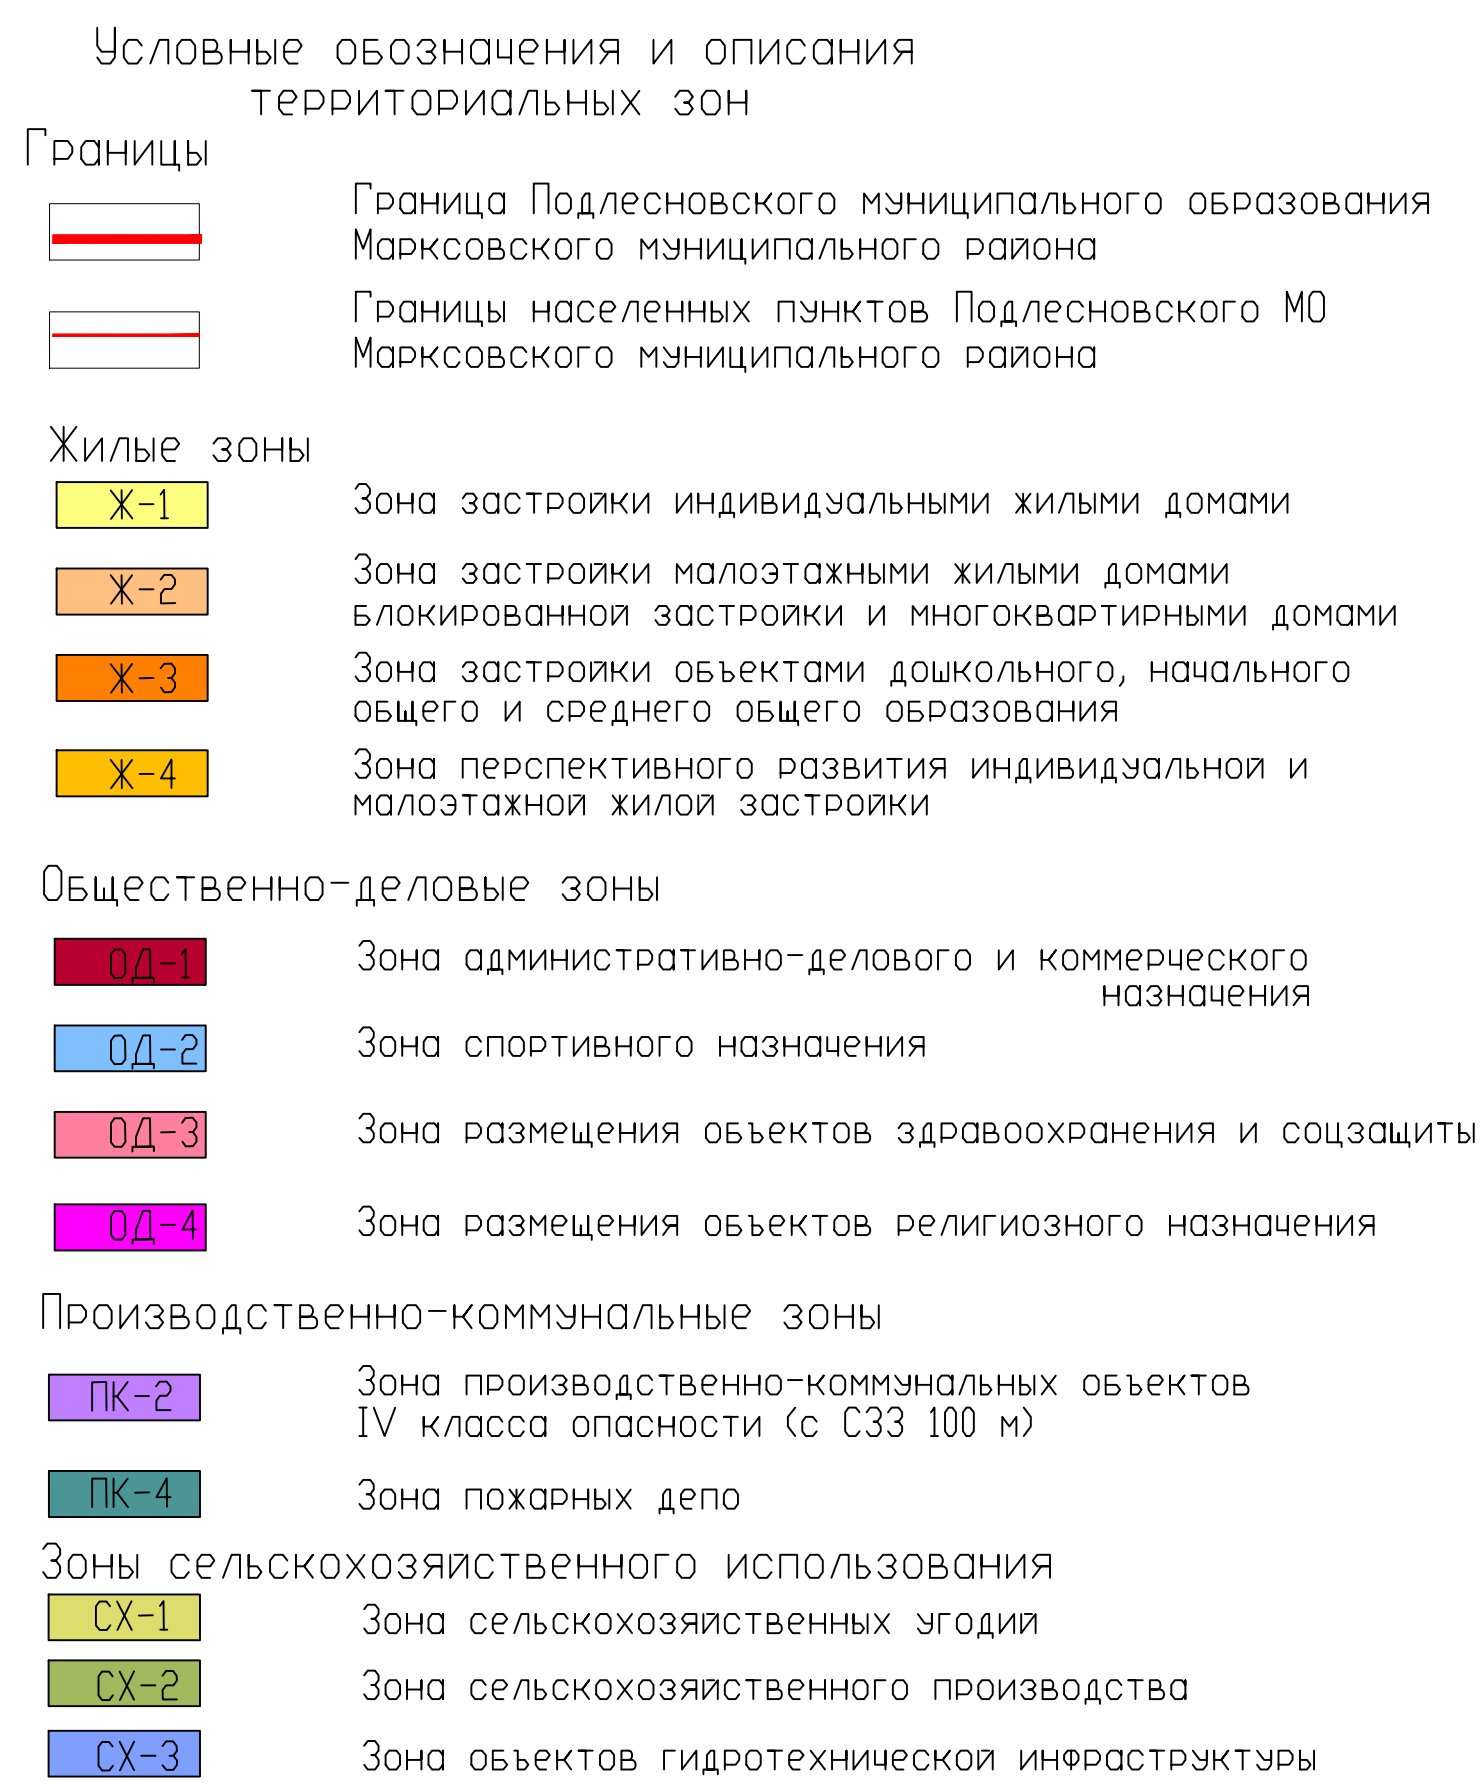 Условные обозначения и описания
территориальных зон
Границы
Граница Подлесновского муниципального образования
Марксовского муниципального района
Границы населенных пунктов Подлесновского МО
Марксовского муниципального района
Жилые зоны
Ж-1 Зона застройки индивидуальными жилыми домами
Ж-2 Зона застройки малоэтажными жилыми домами
блокированной застройки и многоквартирными домами
Ж-3 Зона застройки объектами дошкольного, начального
общего и среднего общего образования
Ж-4 Зона перспективного развития индивидуальной и
малоэтажной жилой застройки
Общественно-деловые зоны
ОД-1 Зона административно-делового и коммерческого
назначения
ОД-2 Зона спортивного назначения
ОД-3 Зона размещения объектов здравоохранения и соцзащиты
ОД-4 Зона размещения объектов религиозного назначения
Производственно-коммунальные зоны
ПК-2 Зона производственно-коммунальных объектов
IV класса опасности (с СЗЗ 100 м)
ПК-4 Зона пожарных депо
Зоны сельскохозяйственного использования
СХ-1 Зона сельскохозяйственных угодий
СХ-2 Зона сельскохозяйственного производства
СХ-3 Зона объектов гидротехнической инфраструктуры